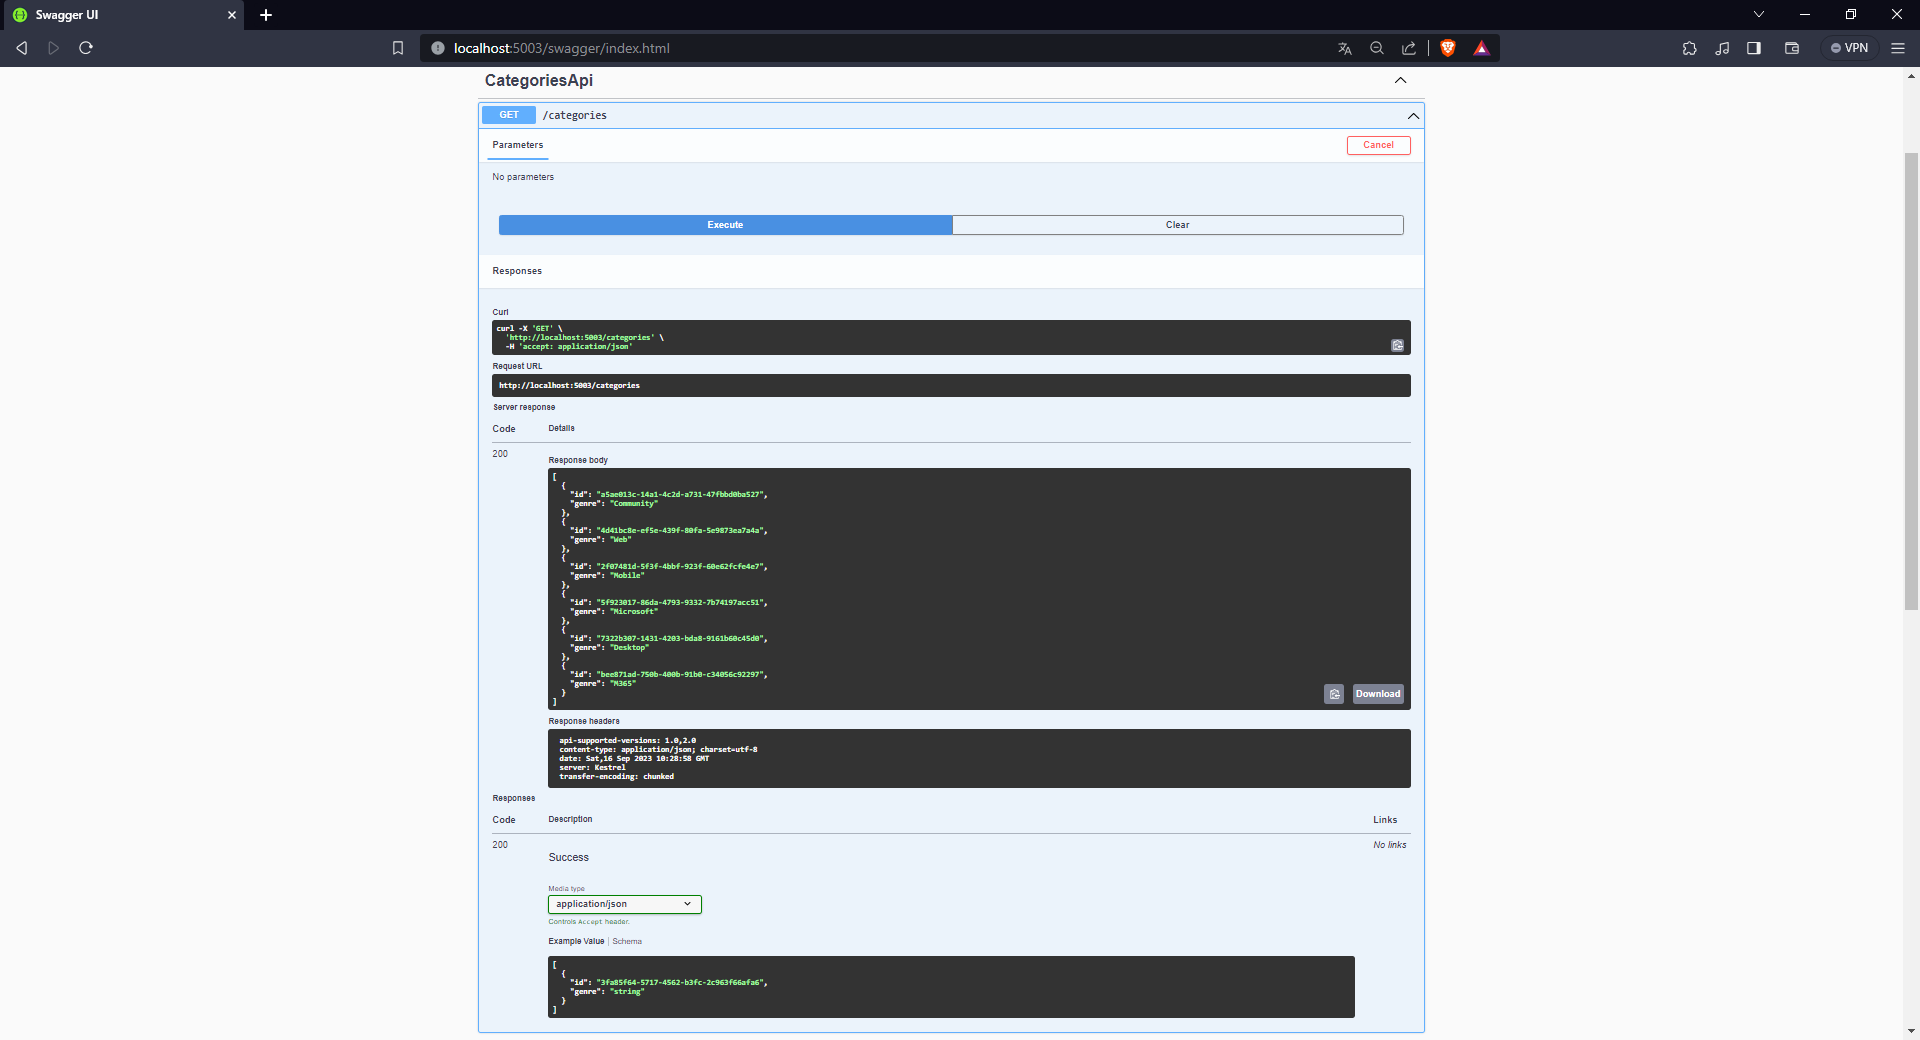 Swagger UI
localhost:5003/swagger/index.html
VPN
CategoriesApi
GET /categories
Parameters
Cancel
No parameters
Execute
Clear
Responses
Curl
curl -X 'GET' \
'http://localhost:5003/categories' \
-H 'accept: application/json'
Request URL
http://localhost:5003/categories
Server response
Code Details
200
Response body
[
{
"id": "a5ae013c-14a1-4c2d-a731-47fbbd0ba527",
"genre": "Community"
},
{
"id": "4d41bc8e-ef5e-439f-80fa-5e9873ea7a4a",
"genre": "Web"
},
{
"id": "2f07481d-5f3f-4bbf-923f-60e62fcfe4e7",
"genre": "Mobile"
},
{
"id": "5f923017-86da-4793-9332-7b74197acc51",
"genre": "Microsoft"
},
{
"id": "7322b307-1431-4203-bda8-9161b60c45d0",
"genre": "Desktop"
},
{
"id": "bee871ad-750b-400b-91b0-c34056c92297",
"genre": "M365"
}
]
Download
Response headers
api-supported-versions: 1.0,2.0
content-type: application/json; charset=utf-8
date: Sat,16 Sep 2023 10:28:58 GMT
server: Kestrel
transfer-encoding: chunked
Responses
Code Description Links
200 No links
Success
Media type
application/json
Controls Accept header.
Example Value | Schema
[
{
"id": "3fa85f64-5717-4562-b3fc-2c963f66afa6",
"genre": "string"
}
]